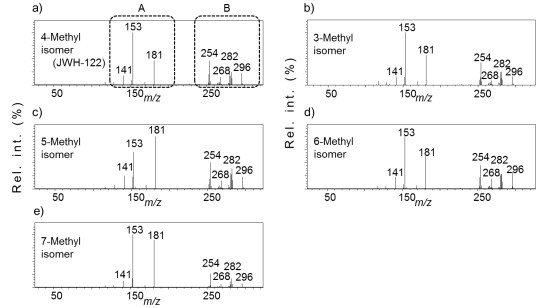 a) A B
153
4-Methyl
isomer
(JWH-122)
181
141
254
282
268
296
50 150 250
m/z
b)
153
3-Methyl
isomer
181
141
254
282
268
296
50 150 250
m/z
Rel. int. (%)
Rel. int. (%)
c)
181
5-Methyl
isomer
153
141
254
282
268
296
50 150 250
m/z
d)
153
6-Methyl
isomer
181
141
254
282
268
296
50 150 250
m/z
e)
153
181
7-Methyl
isomer
141
254
282
268
296
50 150 250
m/z